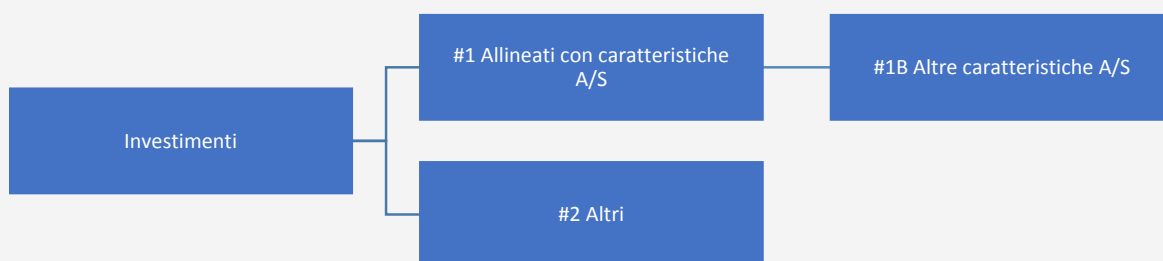 #1 Allineati con caratteristiche
A/S
#1B Altre caratteristiche A/S
Investimenti
#2 Altri